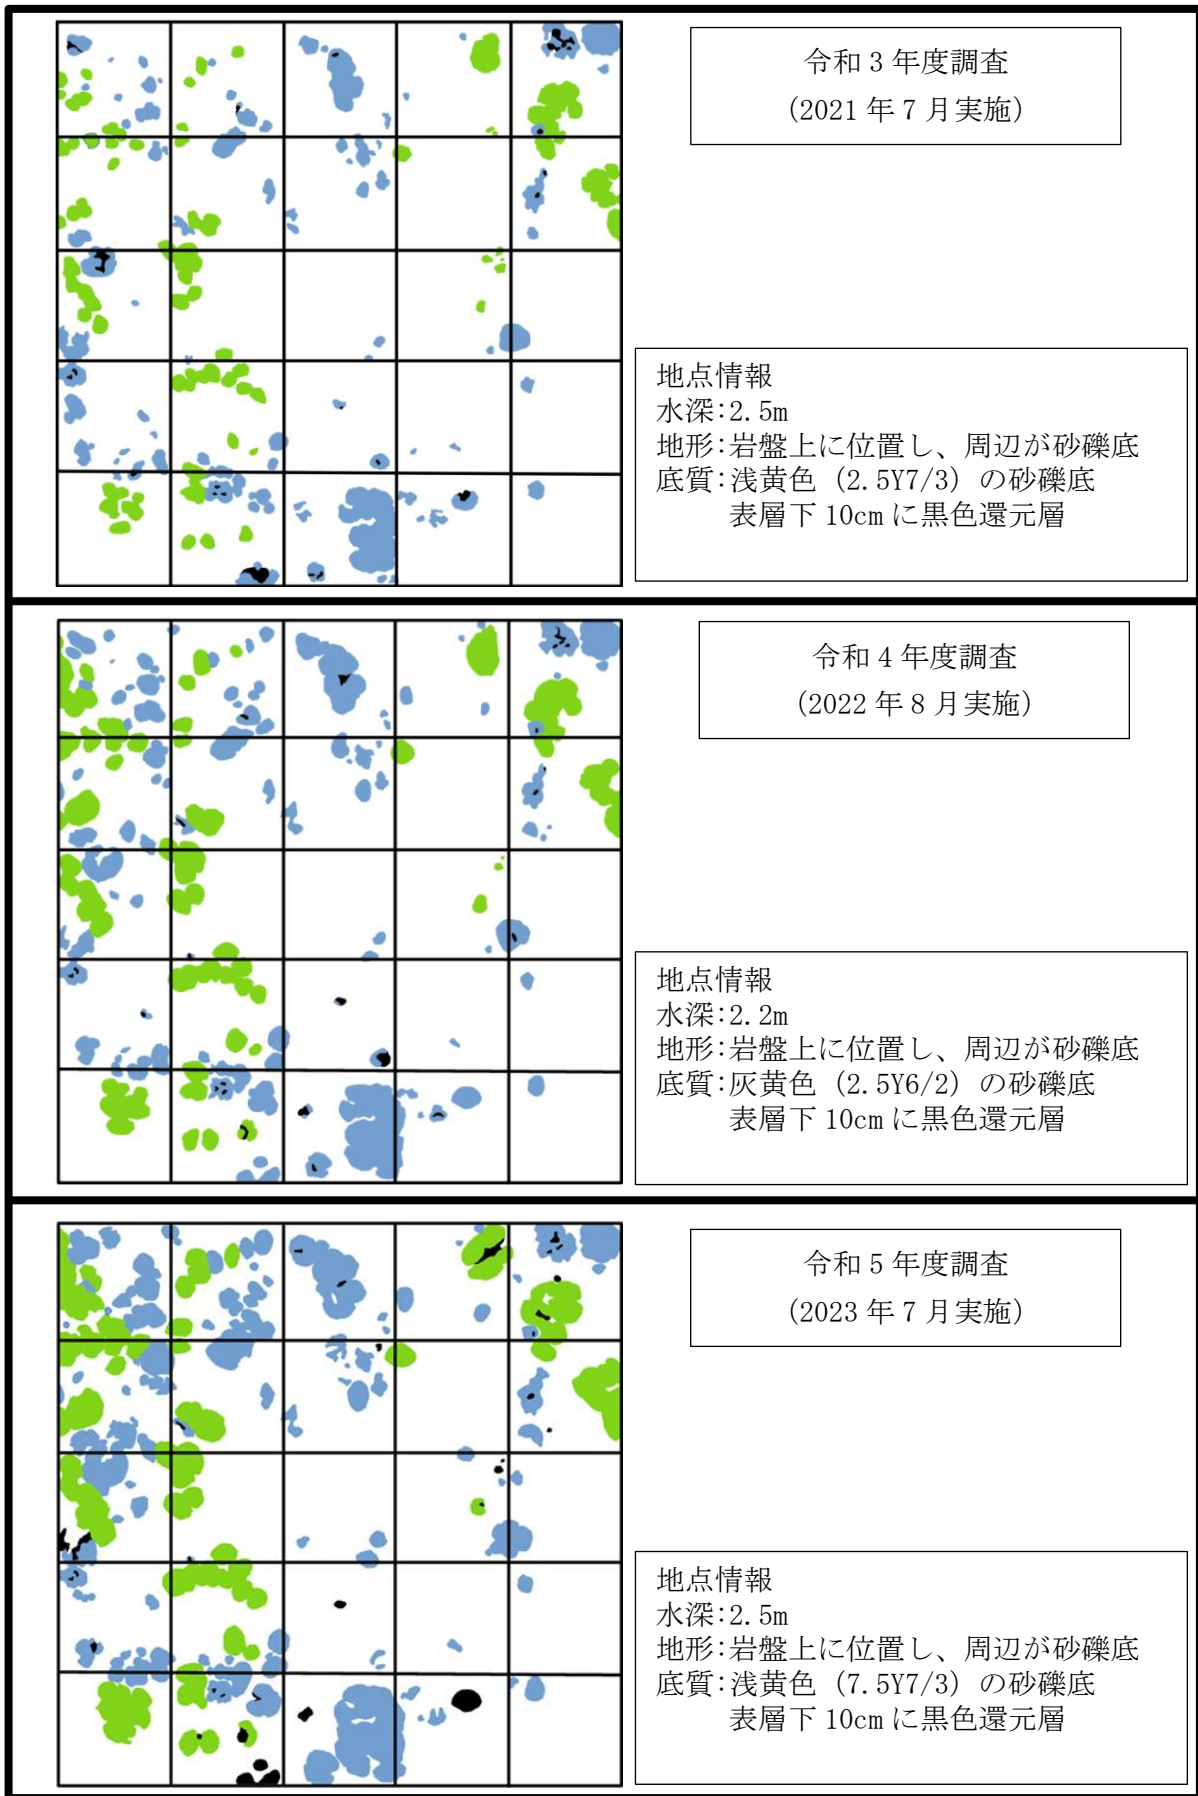 令和 3 年度調査
(2021 年 7 月実施)
地点情報
水深:2.5m
地形:岩盤上に位置し、周辺が砂礫底
底質:浅黄色 (2.5Y7/3) の砂礫底
表層下 10cm に黒色還元層
令和 4 年度調査
(2022 年 8 月実施)
地点情報
水深:2.2m
地形:岩盤上に位置し、周辺が砂礫底
底質:灰黄色 (2.5Y6/2) の砂礫底
表層下 10cm に黒色還元層
令和 5 年度調査
(2023 年 7 月実施)
地点情報
水深:2.5m
地形:岩盤上に位置し、周辺が砂礫底
底質:浅黄色 (7.5Y7/3) の砂礫底
表層下 10cm に黒色還元層